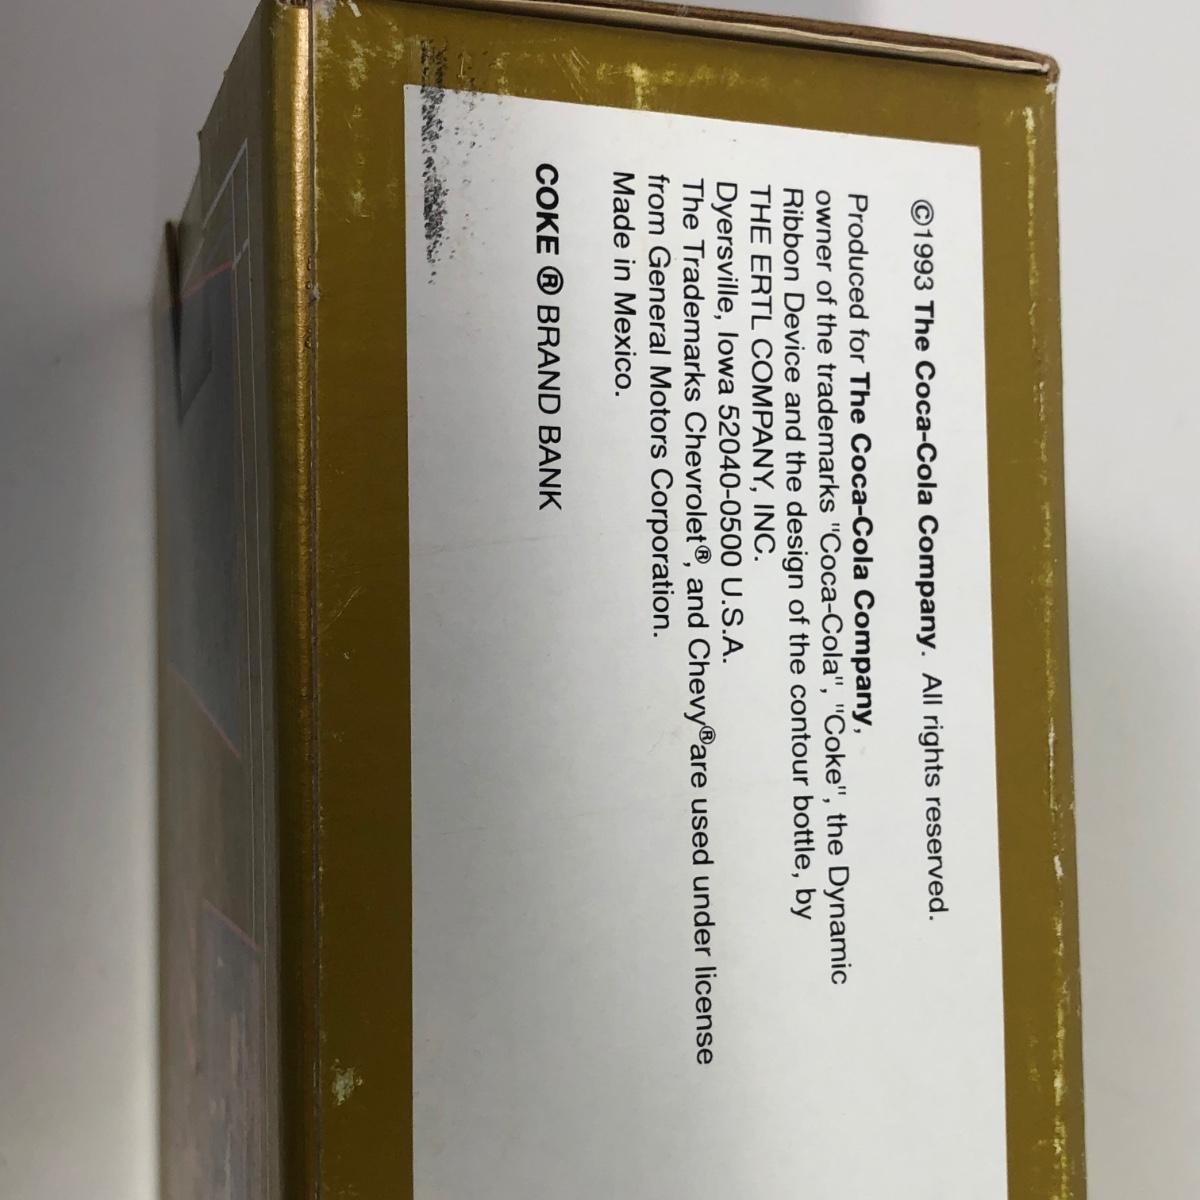 ©1993 The Coca-Cola Company. All rights reserved.
Produced for The Coca-Cola Company,
owner of the trademarks "Coca-Cola", "Coke", the Dynamic
Ribbon Device and the design of the contour bottle, by
THE ERTL COMPANY, INC.
Dyersville, Iowa 52040-0500 U.S.A.
The Trademarks Chevrolet®, and Chevy®are used under license
from General Motors Corporation.
Made in Mexico.
COKE ® BRAND BANK